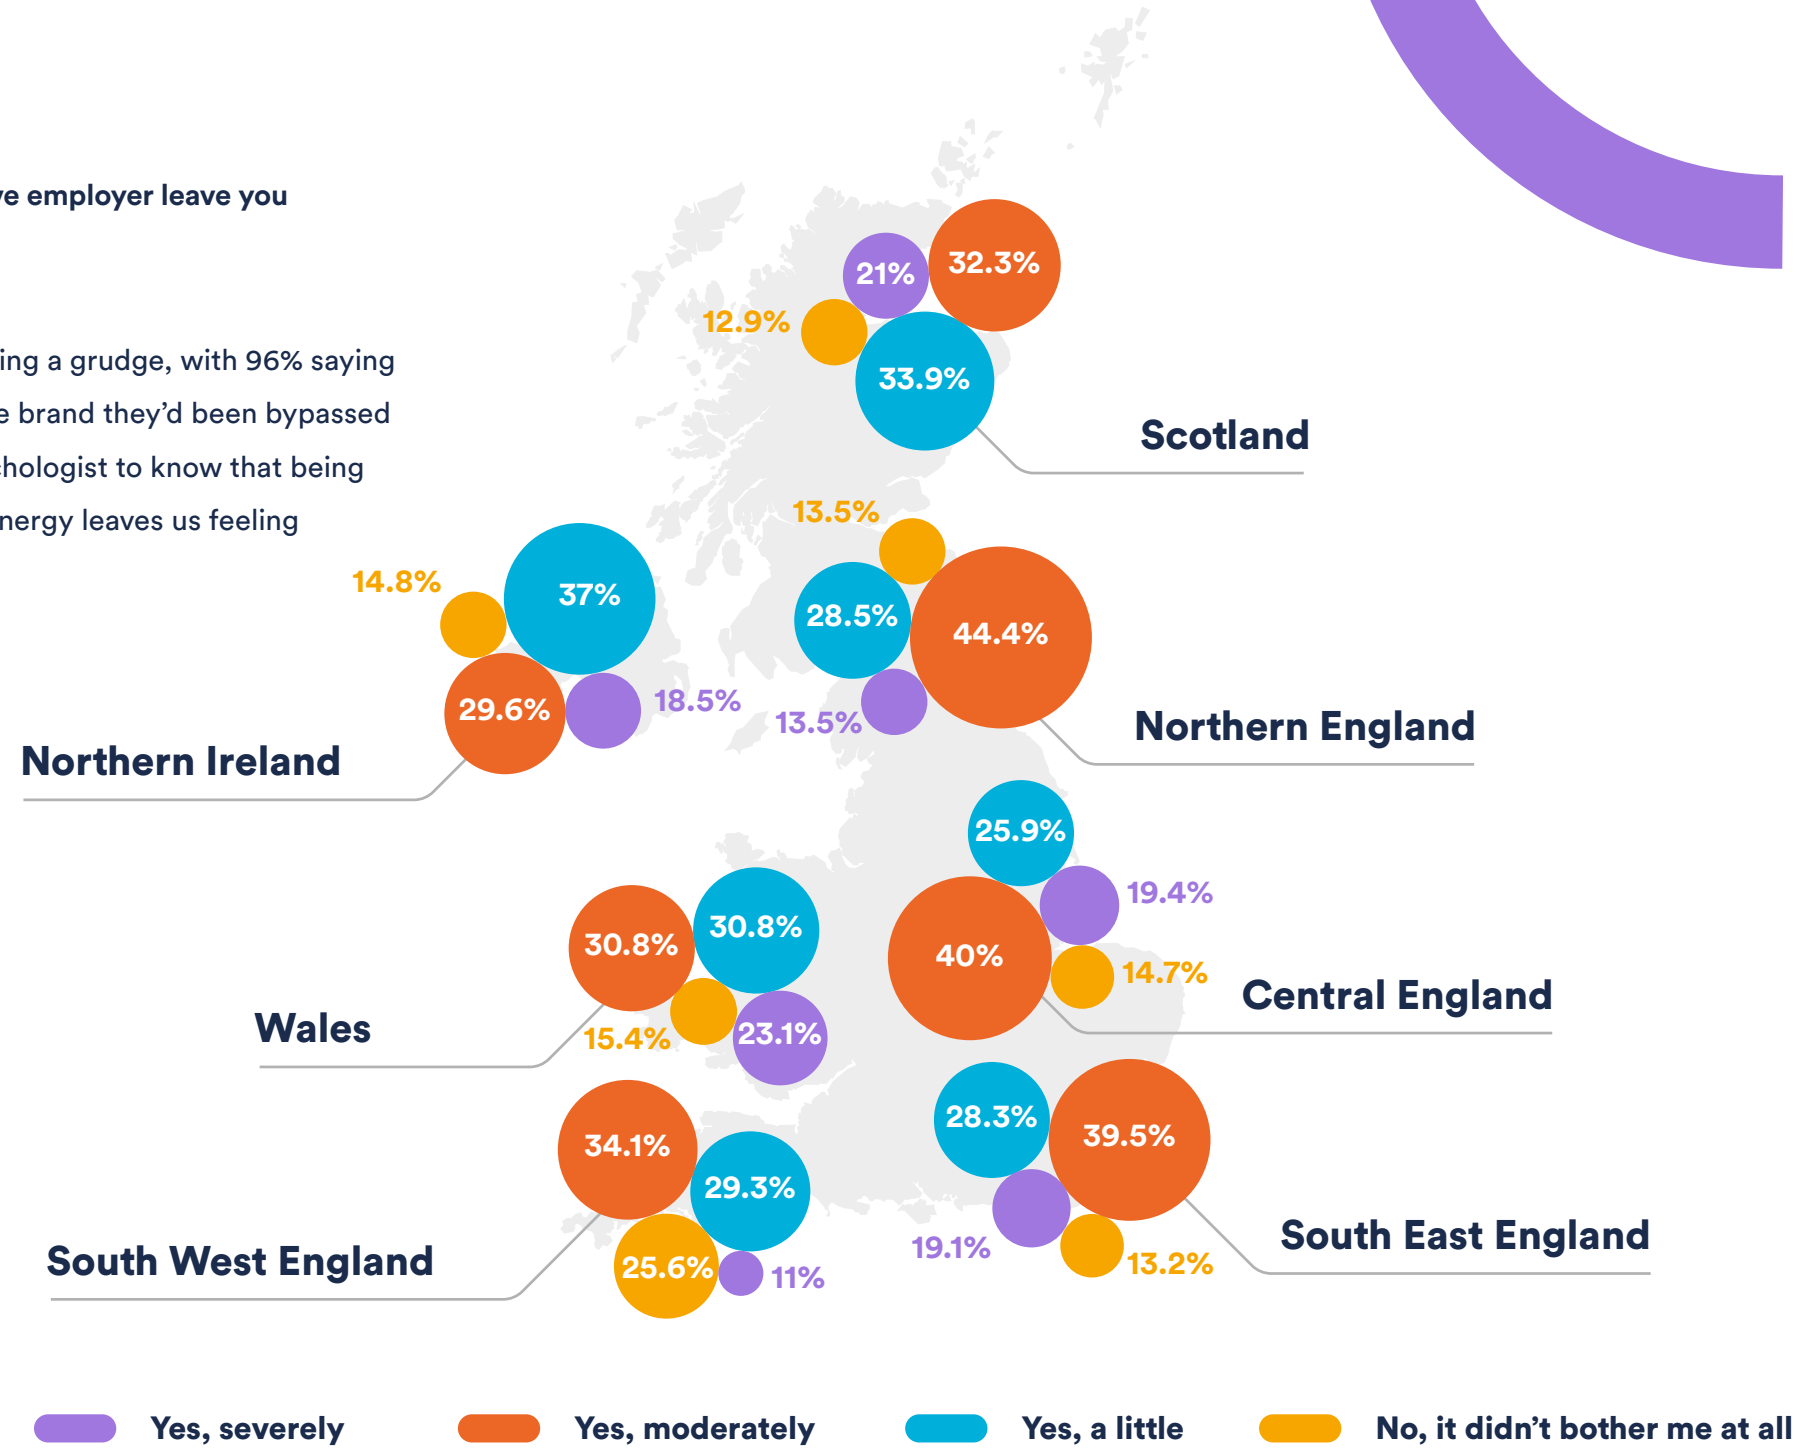 ve employer leave you
ing a grudge, with 96% saying
e brand they'd been bypassed
chologist to know that being
nergy leaves us feeling
21%
32.3%
12.9%
33.9%
Scotland
13.5%
28.5%
44.4%
13.5%
Northern England
14.8%
37%
29.6%
18.5%
Northern Ireland
25.9%
19.4%
40%
14.7%
Central England
30.8%
30.8%
15.4%
23.1%
Wales
28.3%
39.5%
19.1%
13.2%
South East England
34.1%
29.3%
25.6%
11%
South West England
Yes, severely
Yes, moderately
Yes, a little
No, it didn't bother me at all